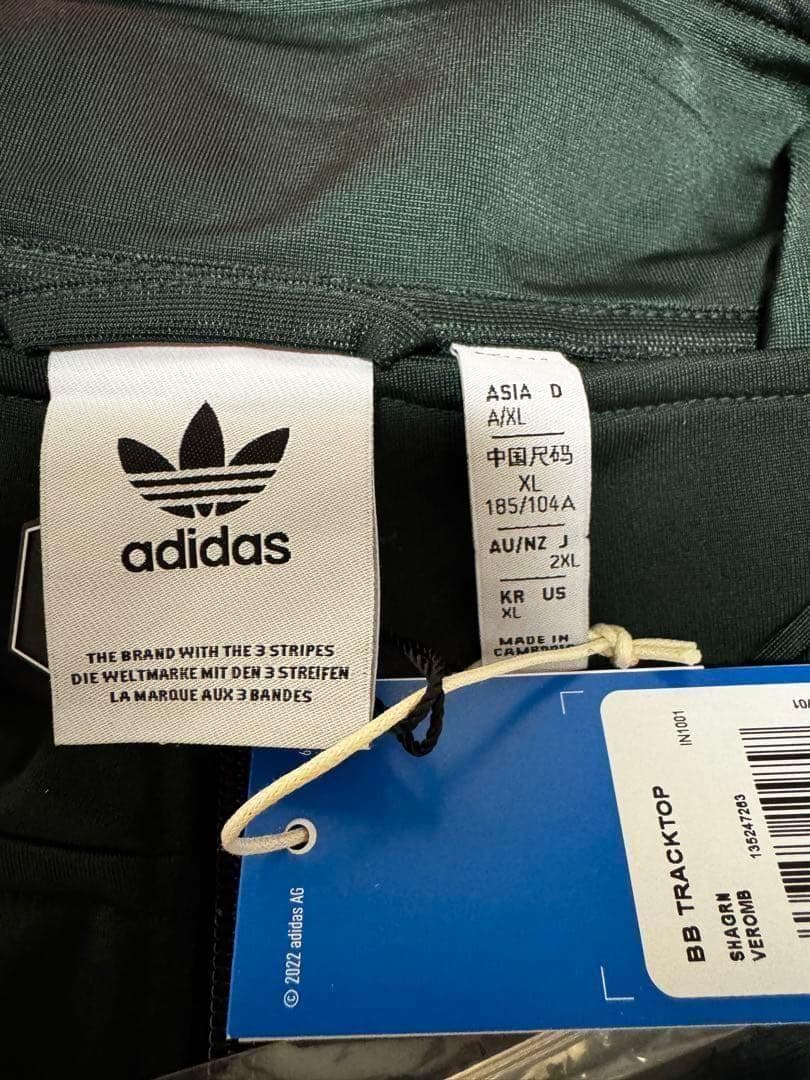 adidas
THE BRAND WITH THE 3 STRIPES
DIE WELTMARKE MIT DEN 3 STREIFEN
LA MARQUE AUX 3 BANDES
ASIA D
A/XL
中国尺码
XL
185/104A
AU/NZ J
2XL
KR US
XL
MADE IN
CAMBODIA
© 2022 adidas AG
BB TRACKTOP
IN1001
SHAGRN
VEROMB
135247263